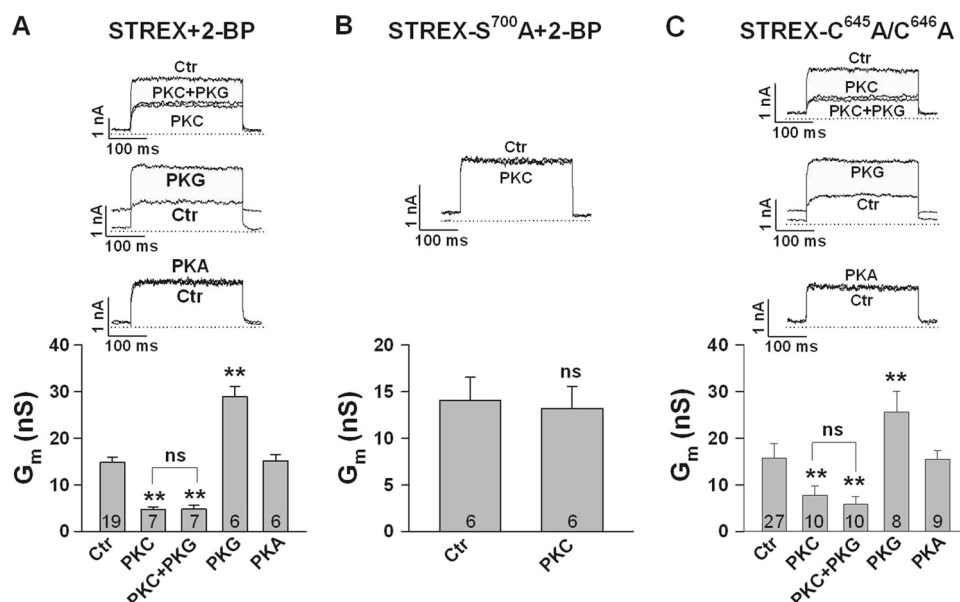 A STREX+2-BP
Ctr
PKC+PKG
PKC
1 nA
100 ms
PKG
Ctr
1 nA
100 ms
PKA
Ctr
1 nA
100 ms
Gm (nS)
40
30
20
10
0
**
ns
** **
19 7 7 6 6
Ctr PKC PKC+PKG PKG PKA
B STREX-S700A+2-BP
Ctr
PKC
1 nA
100 ms
Gm (nS)
20
15
10
5
0
ns
6 6
Ctr PKC
C STREX-C645A/C646A
Ctr
PKC
PKC+PKG
1 nA
100 ms
PKG
Ctr
1 nA
100 ms
PKA
Ctr
1 nA
100 ms
Gm (nS)
40
30
20
10
0
**
ns
** **
27 10 10 8 9
Ctr PKC PKC+PKG PKG PKA